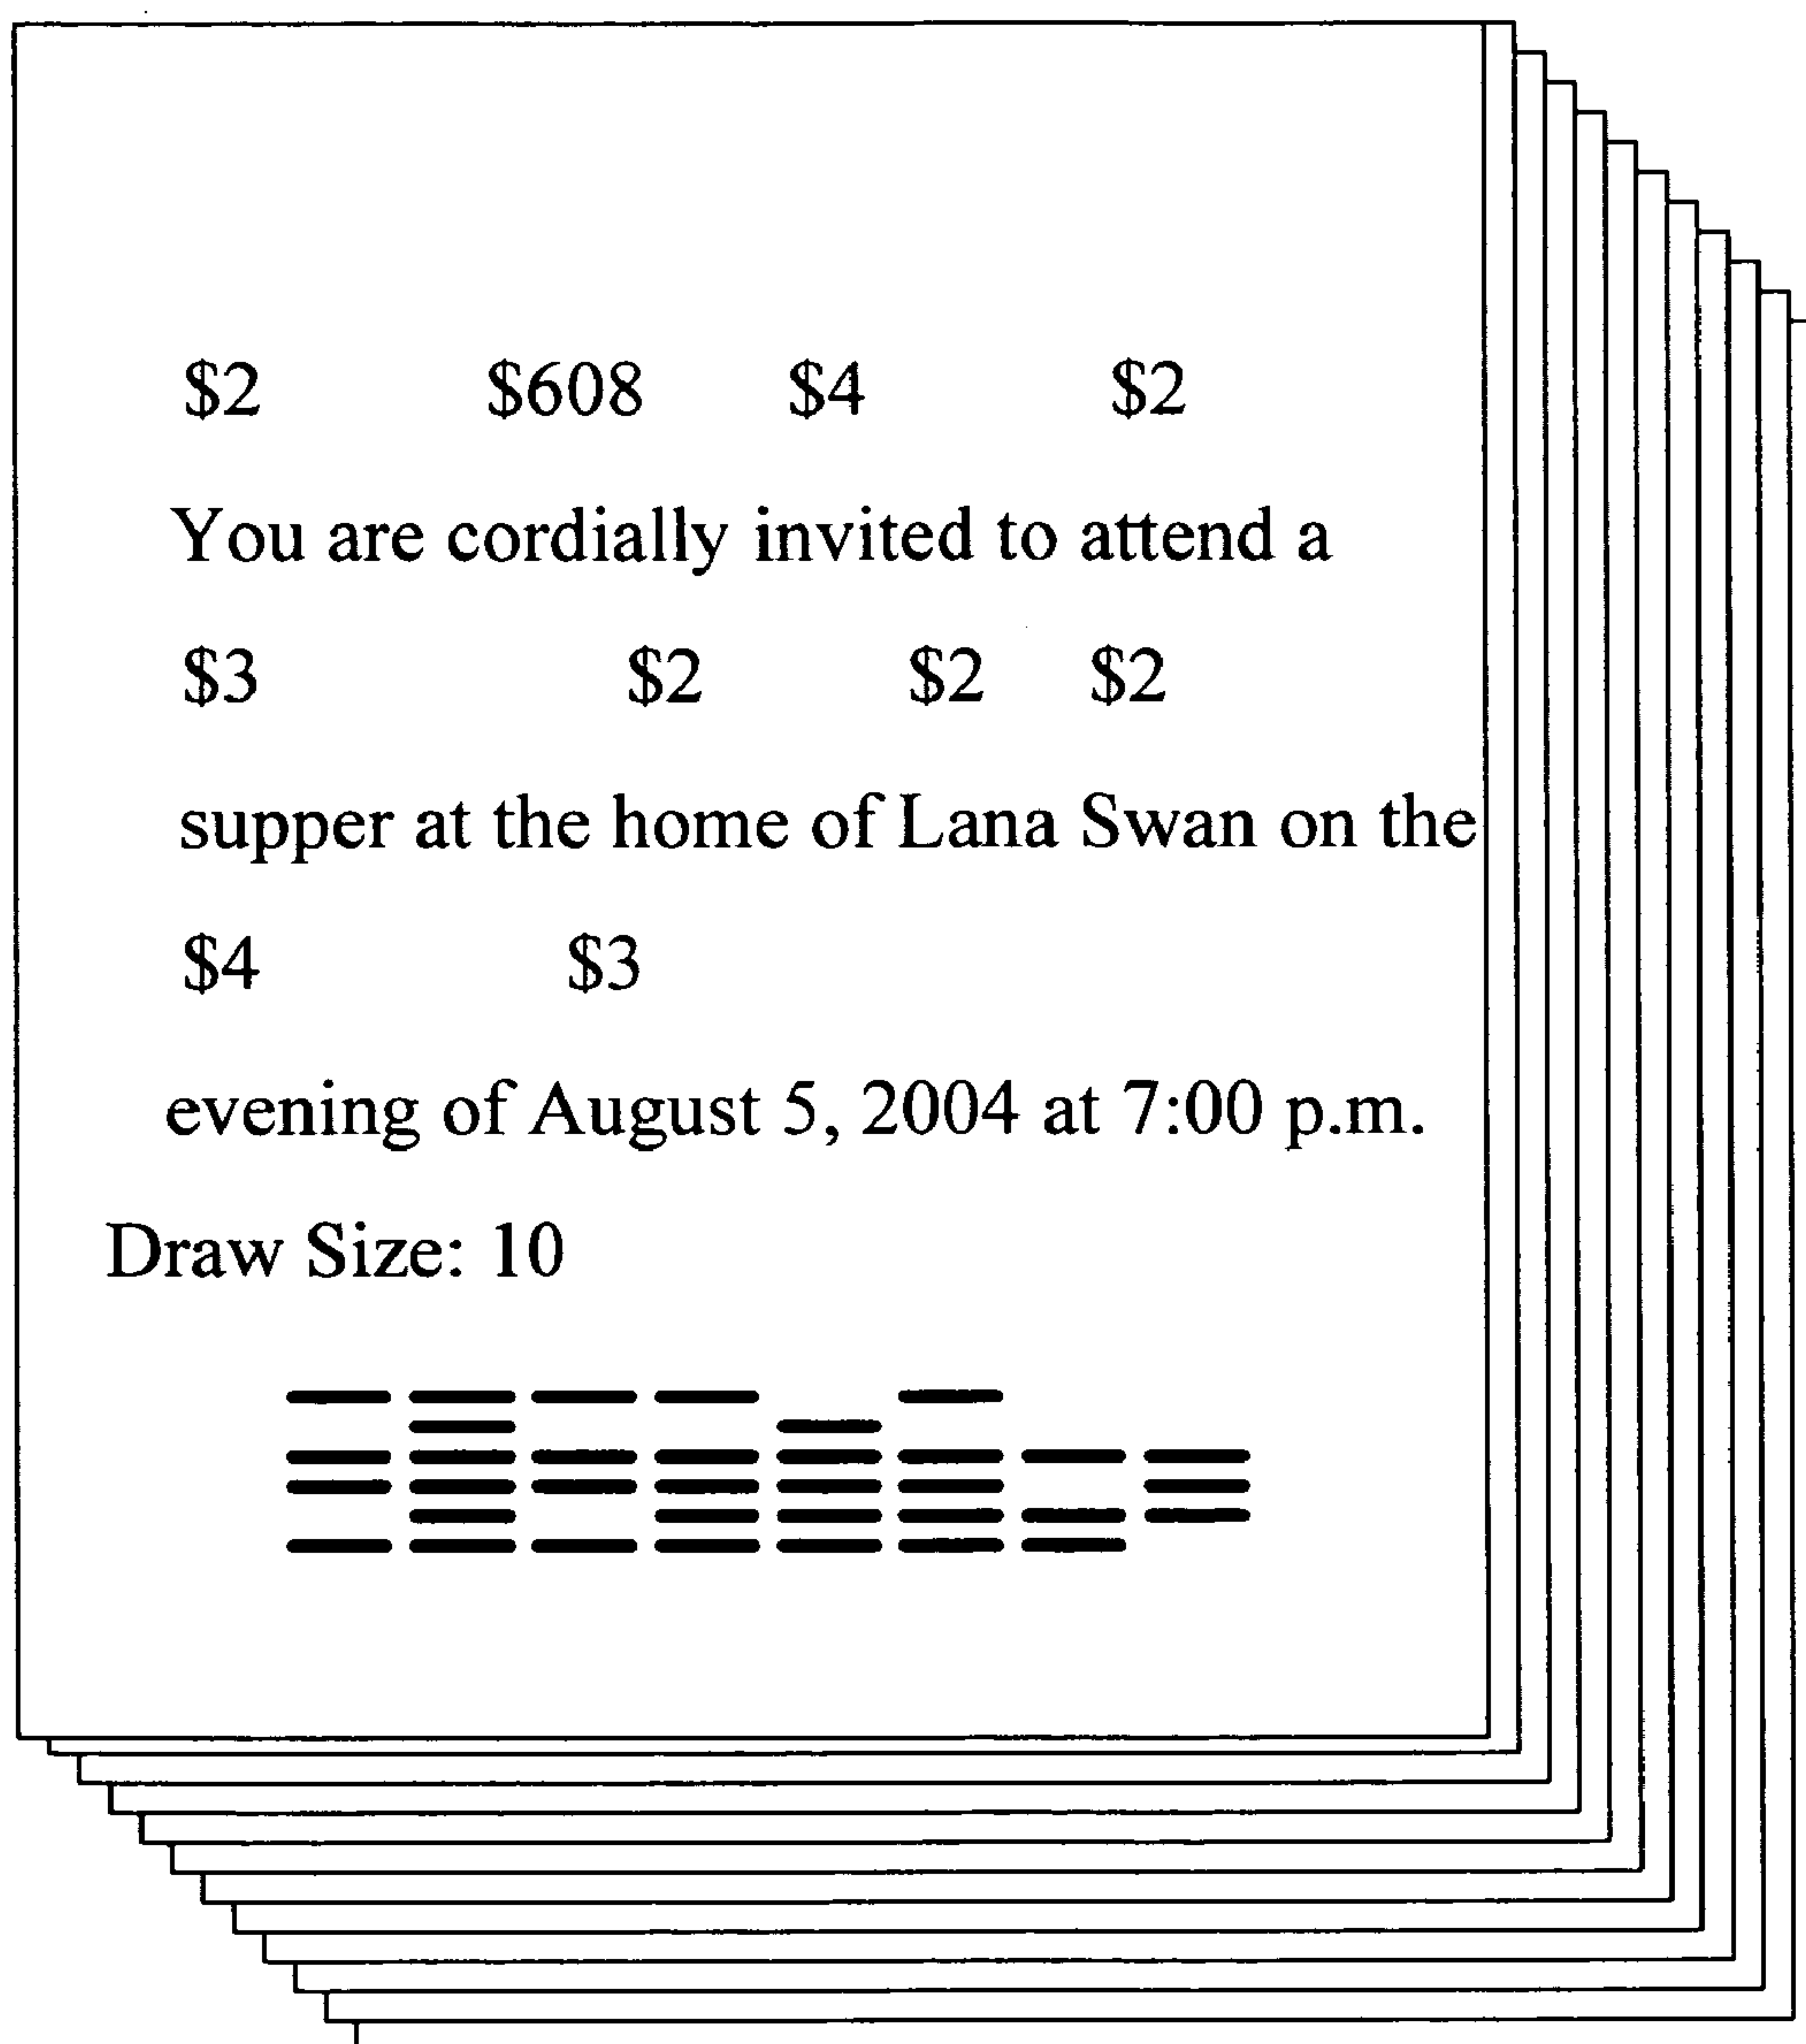 $2 $608 $4 $2
You are cordially invited to attend a
$3 $2 $2 $2
supper at the home of Lana Swan on the
$4 $3
evening of August 5, 2004 at 7:00 p.m.
Draw Size: 10